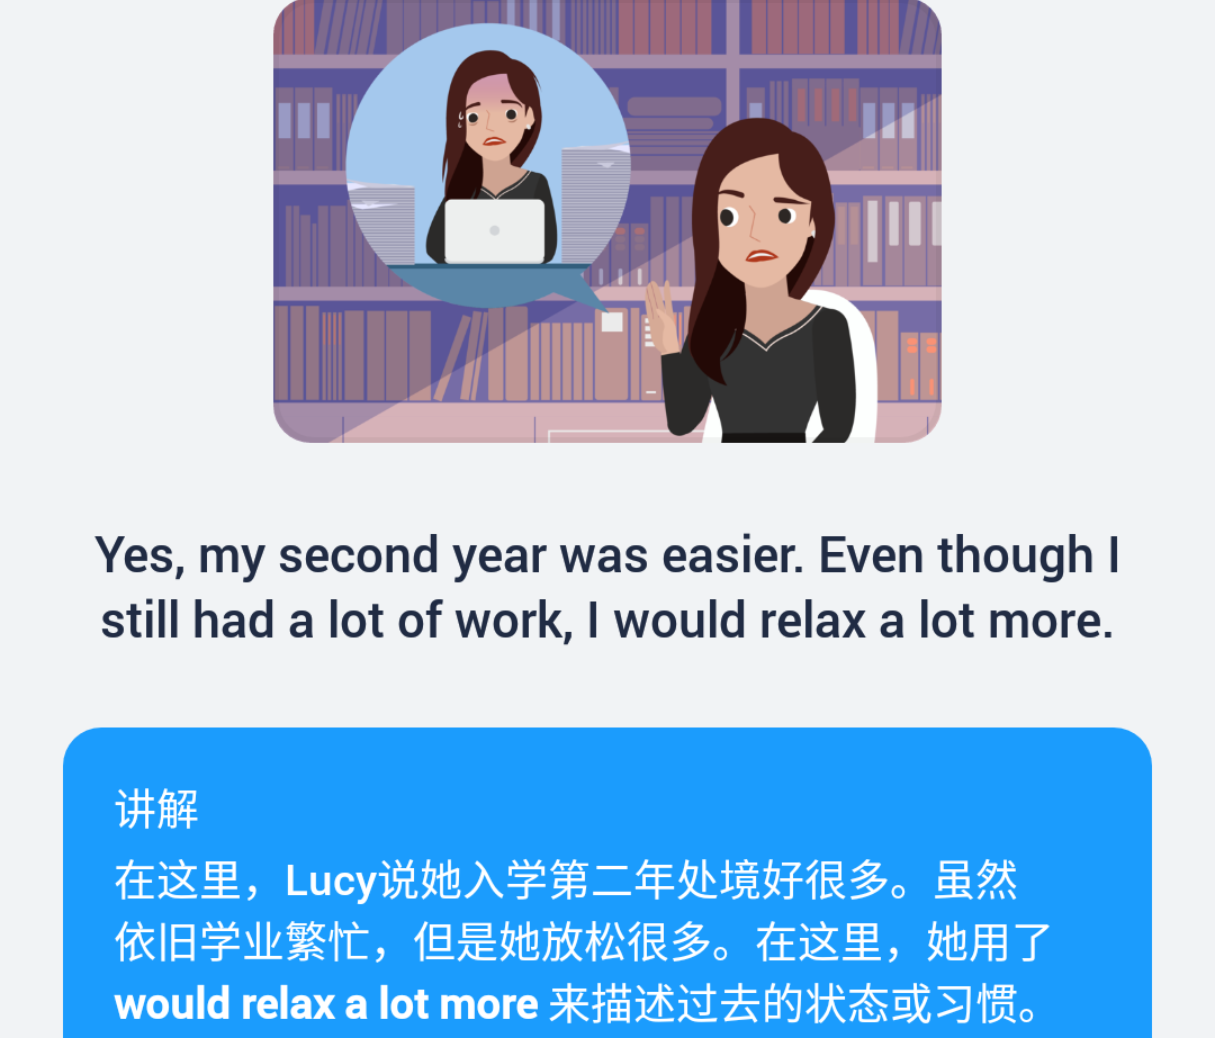 Yes, my second year was easier. Even though I
still had a lot of work, I would relax a lot more.
讲解
在这里，Lucy说她入学第二年处境好很多。虽然
依旧学业繁忙，但是她放松很多。在这里，她用了
would relax a lot more 来描述过去的状态或习惯。